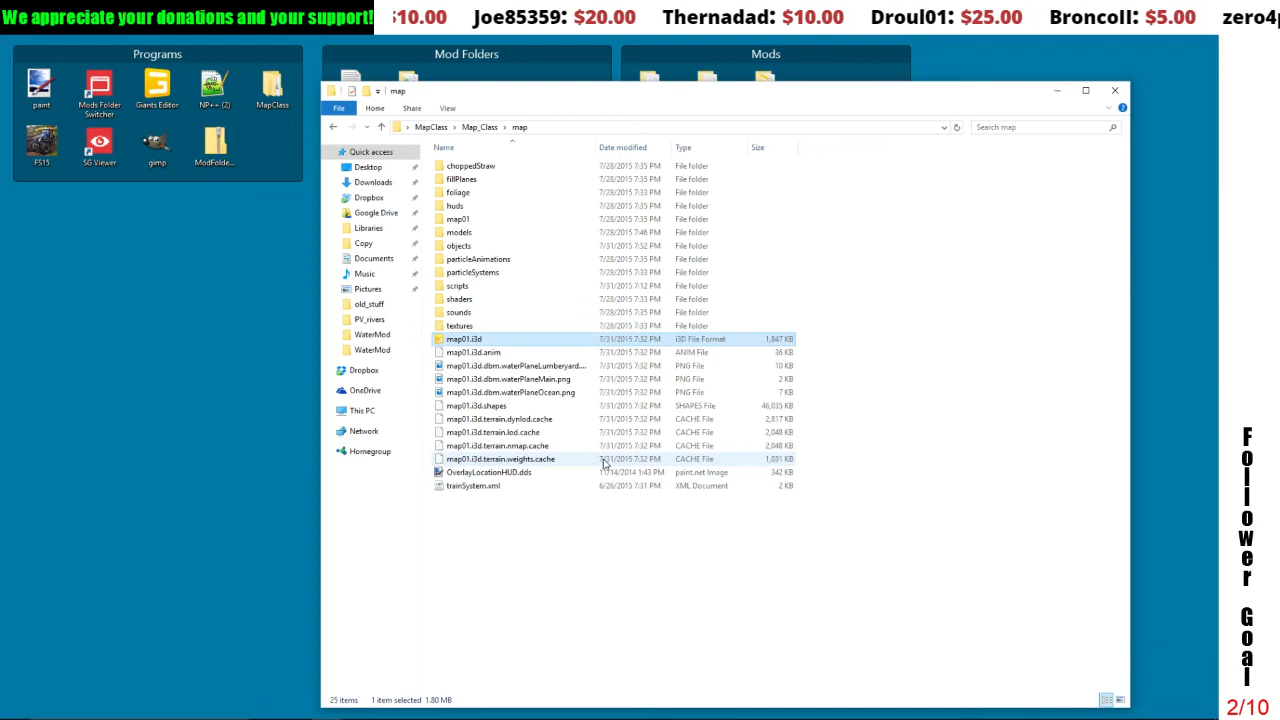 We appreciate your donations and your support!
$10.00 Joe85359: $20.00 Thernadad: $10.00 Droul01: $25.00 BroncoII: $5.00 zero4
Programs
Mod Folders
Mods
paint
Mods Folder Switcher
Giants Editor
NP++ (2)
MapClass
FS15
SG Viewer
gimp
ModFolde...
map
File Home Share View
MapClass › Map_Class › map
Search map
Name Date modified Type Size
Quick access
Desktop
Downloads
Dropbox
Google Drive
Libraries
Copy
Documents
Music
Pictures
old_stuff
PV_rivers
WaterMod
WaterMod
Dropbox
OneDrive
This PC
Network
Homegroup
choppedStraw 7/28/2015 7:35 PM File folder
fillPlanes 7/28/2015 7:35 PM File folder
foliage 7/28/2015 7:33 PM File folder
huds 7/28/2015 7:35 PM File folder
map01 7/28/2015 7:35 PM File folder
models 7/28/2015 7:46 PM File folder
objects 7/31/2015 7:52 PM File folder
particleAnimations 7/28/2015 7:35 PM File folder
particleSystems 7/28/2015 7:33 PM File folder
scripts 7/31/2015 7:12 PM File folder
shaders 7/28/2015 7:33 PM File folder
sounds 7/28/2015 7:35 PM File folder
textures 7/28/2015 7:33 PM File folder
map01.i3d 7/31/2015 7:32 PM i3D File Format 1,847 KB
map01.i3d.anim 7/31/2015 7:32 PM ANIM File 36 KB
map01.i3d.dbm.waterPlaneLumberyard.... 7/31/2015 7:32 PM PNG File 10 KB
map01.i3d.dbm.waterPlaneMain.png 7/31/2015 7:32 PM PNG File 2 KB
map01.i3d.dbm.waterPlaneOcean.png 7/31/2015 7:32 PM PNG File 7 KB
map01.i3d.shapes 7/31/2015 7:32 PM SHAPES File 46,035 KB
map01.i3d.terrain.dynlod.cache 7/31/2015 7:32 PM CACHE File 2,817 KB
map01.i3d.terrain.lod.cache 7/31/2015 7:32 PM CACHE File 2,048 KB
map01.i3d.terrain.nmap.cache 7/31/2015 7:32 PM CACHE File 2,048 KB
map01.i3d.terrain.weights.cache 7/31/2015 7:32 PM CACHE File 1,031 KB
OverlayLocationHUD.dds 11/14/2014 1:43 PM paint.net Image 342 KB
trainSystem.xml 6/26/2015 7:31 PM XML Document 2 KB
25 items 1 item selected 1.80 MB
FolloWer Goal
2/10